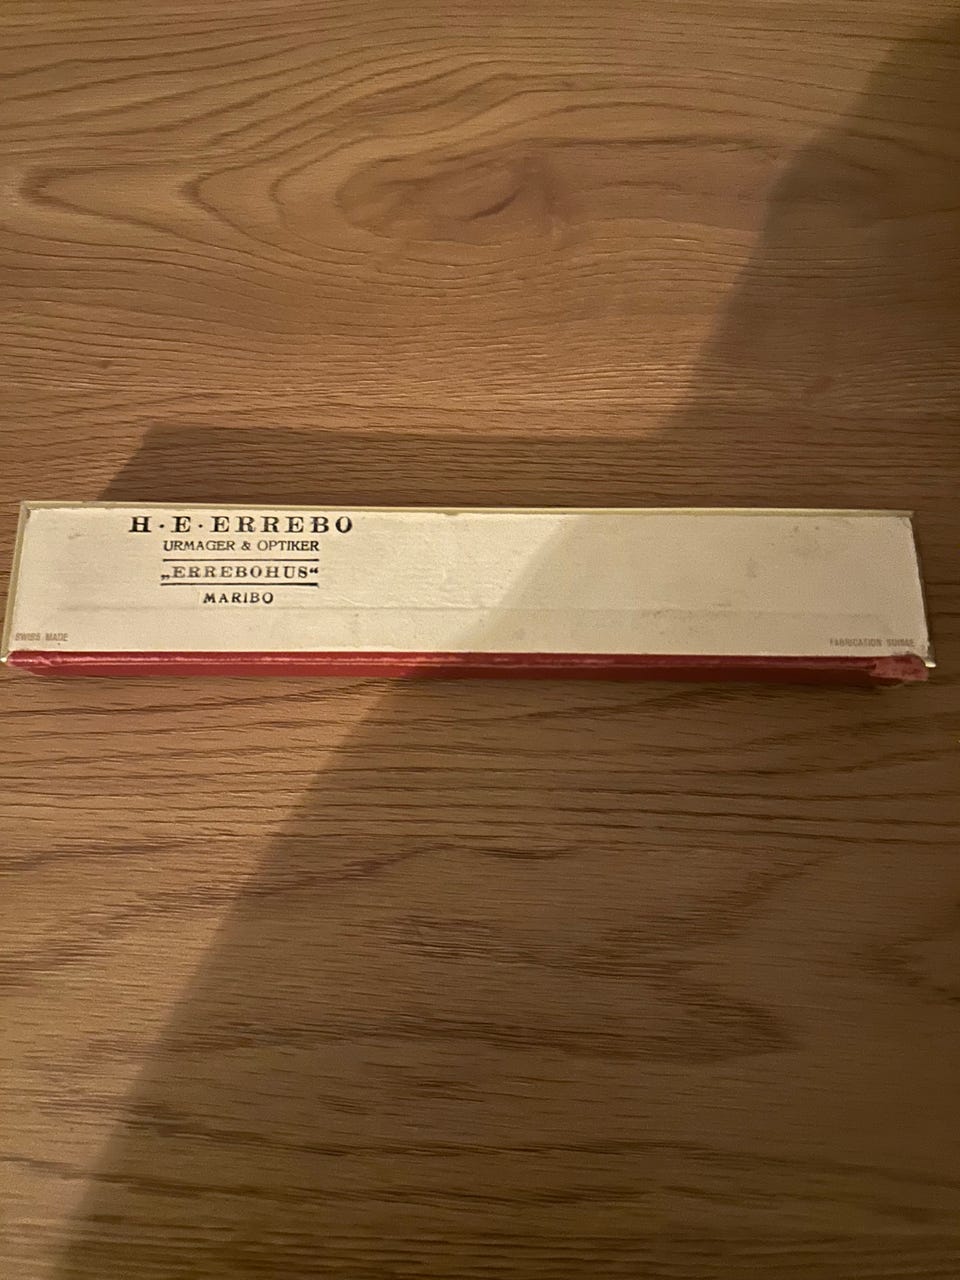 H·E·ERREBO
URMAGER & OPTIKER
„ERREBOHUS“
MARIBO
SWISS MADE
FABRICATION SUISSE